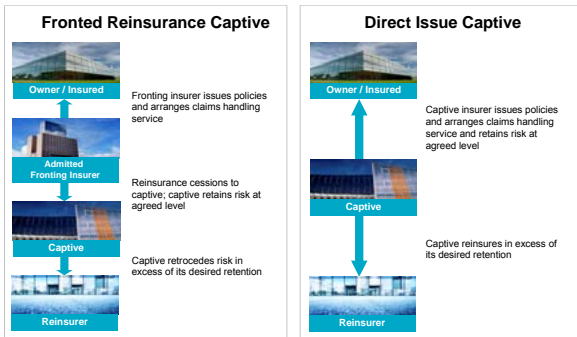 Fronted Reinsurance Captive
Owner / Insured
Fronting insurer issues policies
and arranges claims handling
service
Admitted
Fronting Insurer
Reinsurance cessions to
captive; captive retains risk at
agreed level
Captive
Captive retrocedes risk in
excess of its desired retention
Reinsurer
Direct Issue Captive
Owner / Insured
Captive insurer issues policies
and arranges claims handling
service and retains risk at
agreed level
Captive
Captive reinsures in excess of
its desired retention
Reinsurer